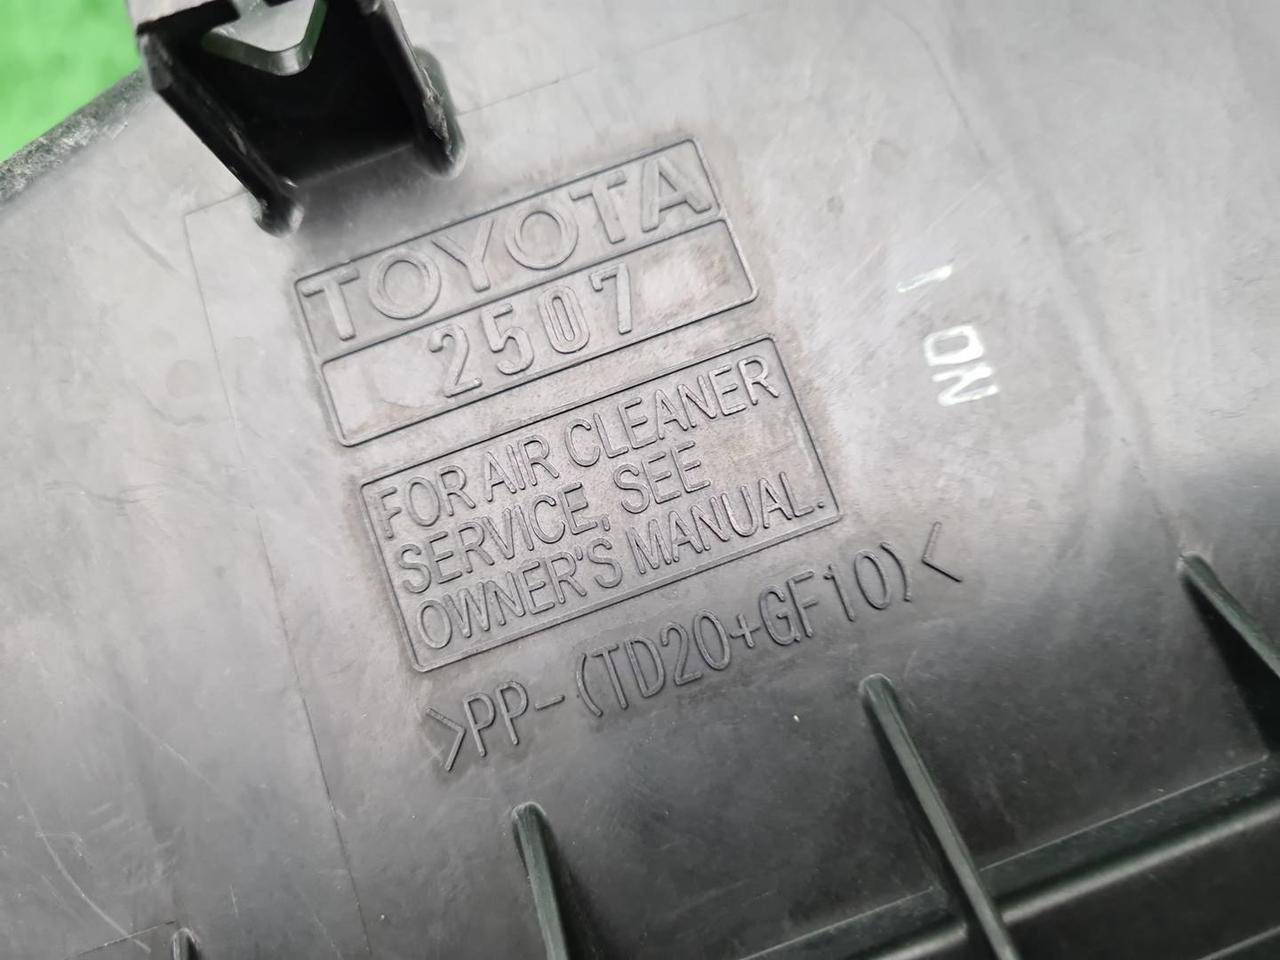 TOYOTA
2507
FOR AIR CLEANER
SERVICE, SEE
OWNER'S MANUAL.
>PP-(TD20+GF10)<